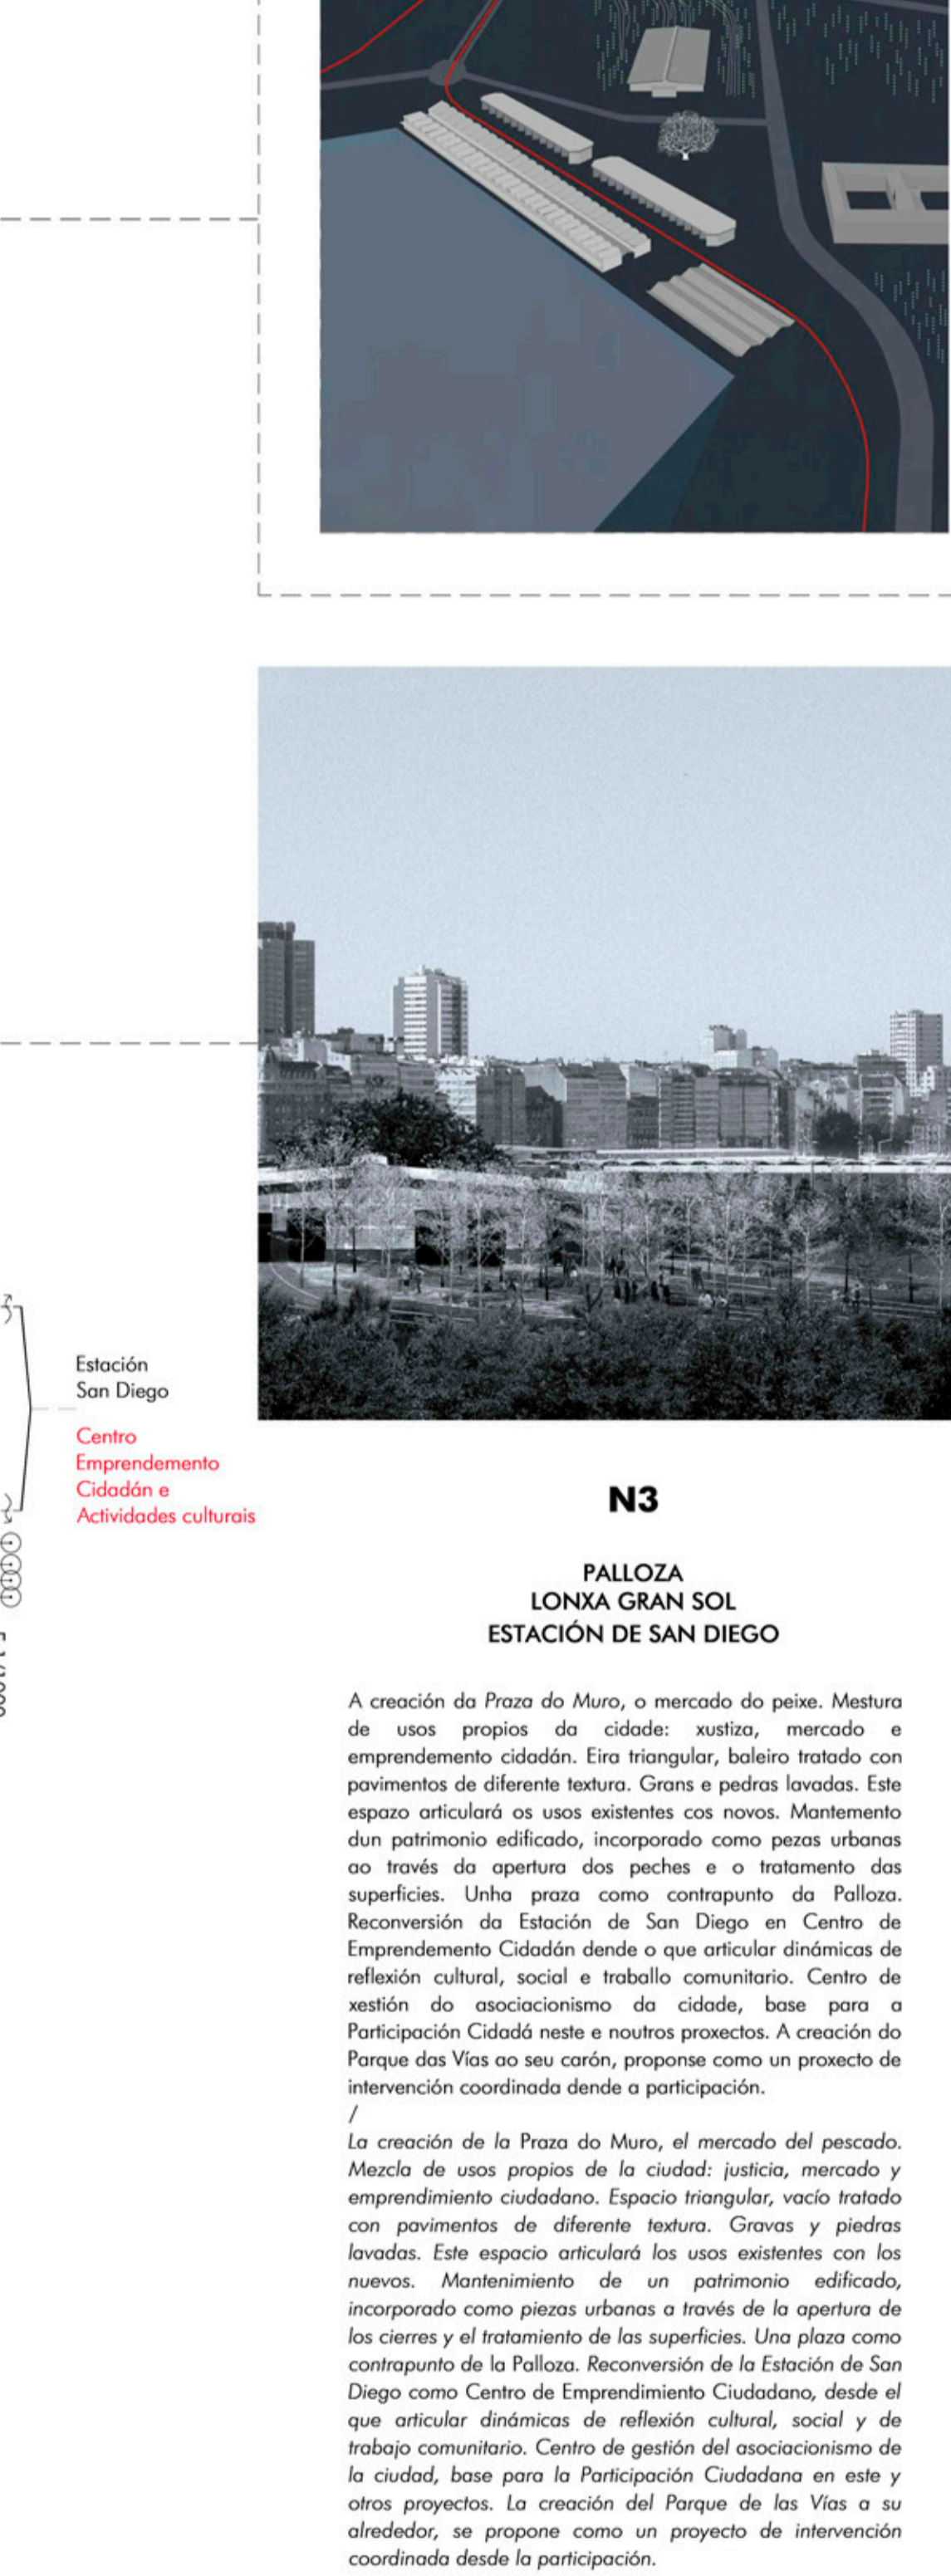 Estación
San Diego
Centro
Emprendemento
Cidadán e
Actividades culturais
N3
PALLOZA
LONXA GRAN SOL
ESTACIÓN DE SAN DIEGO
A creación da Praza do Muro, o mercado do peixe. Mestura
de usos propios da cidade: xustiza, mercado e
emprendemento cidadán. Eira triangular, baleiro tratado con
pavimentos de diferente textura. Grans e pedras lavadas. Este
espazo articulará os usos existentes cos novos. Mantemento
dun patrimonio edificado, incorporado como pezas urbanas
ao través da apertura dos peches e o tratamento das
superficies. Unha praza como contrapunto da Palloza.
Reconversión da Estación de San Diego en Centro de
Emprendemento Cidadán dende o que articular dinámicas de
reflexión cultural, social e traballo comunitario. Centro de
xestión do asociacionismo da cidade, base para a
Participación Cidadá neste e noutros proxectos. A creación do
Parque das Vías ao seu carón, proponse como un proxecto de
intervención coordinada dende a participación.
/
La creación de la Praza do Muro, el mercado del pescado.
Mezcla de usos propios de la ciudad: justicia, mercado y
emprendimiento ciudadano. Espacio triangular, vacío tratado
con pavimentos de diferente textura. Gravas y piedras
lavadas. Este espacio articulará los usos existentes con los
nuevos. Mantenimiento de un patrimonio edificado,
incorporado como piezas urbanas a través de la apertura de
los cierres y el tratamiento de las superficies. Una plaza como
contrapunto de la Palloza. Reconversión de la Estación de San
Diego como Centro de Emprendimiento Ciudadano, desde el
que articular dinámicas de reflexión cultural, social y de
trabajo comunitario. Centro de gestión del asociacionismo de
la ciudad, base para la Participación Ciudadana en este y
otros proyectos. La creación del Parque de las Vías a su
alrededor, se propone como un proyecto de intervención
coordinada desde la participación.